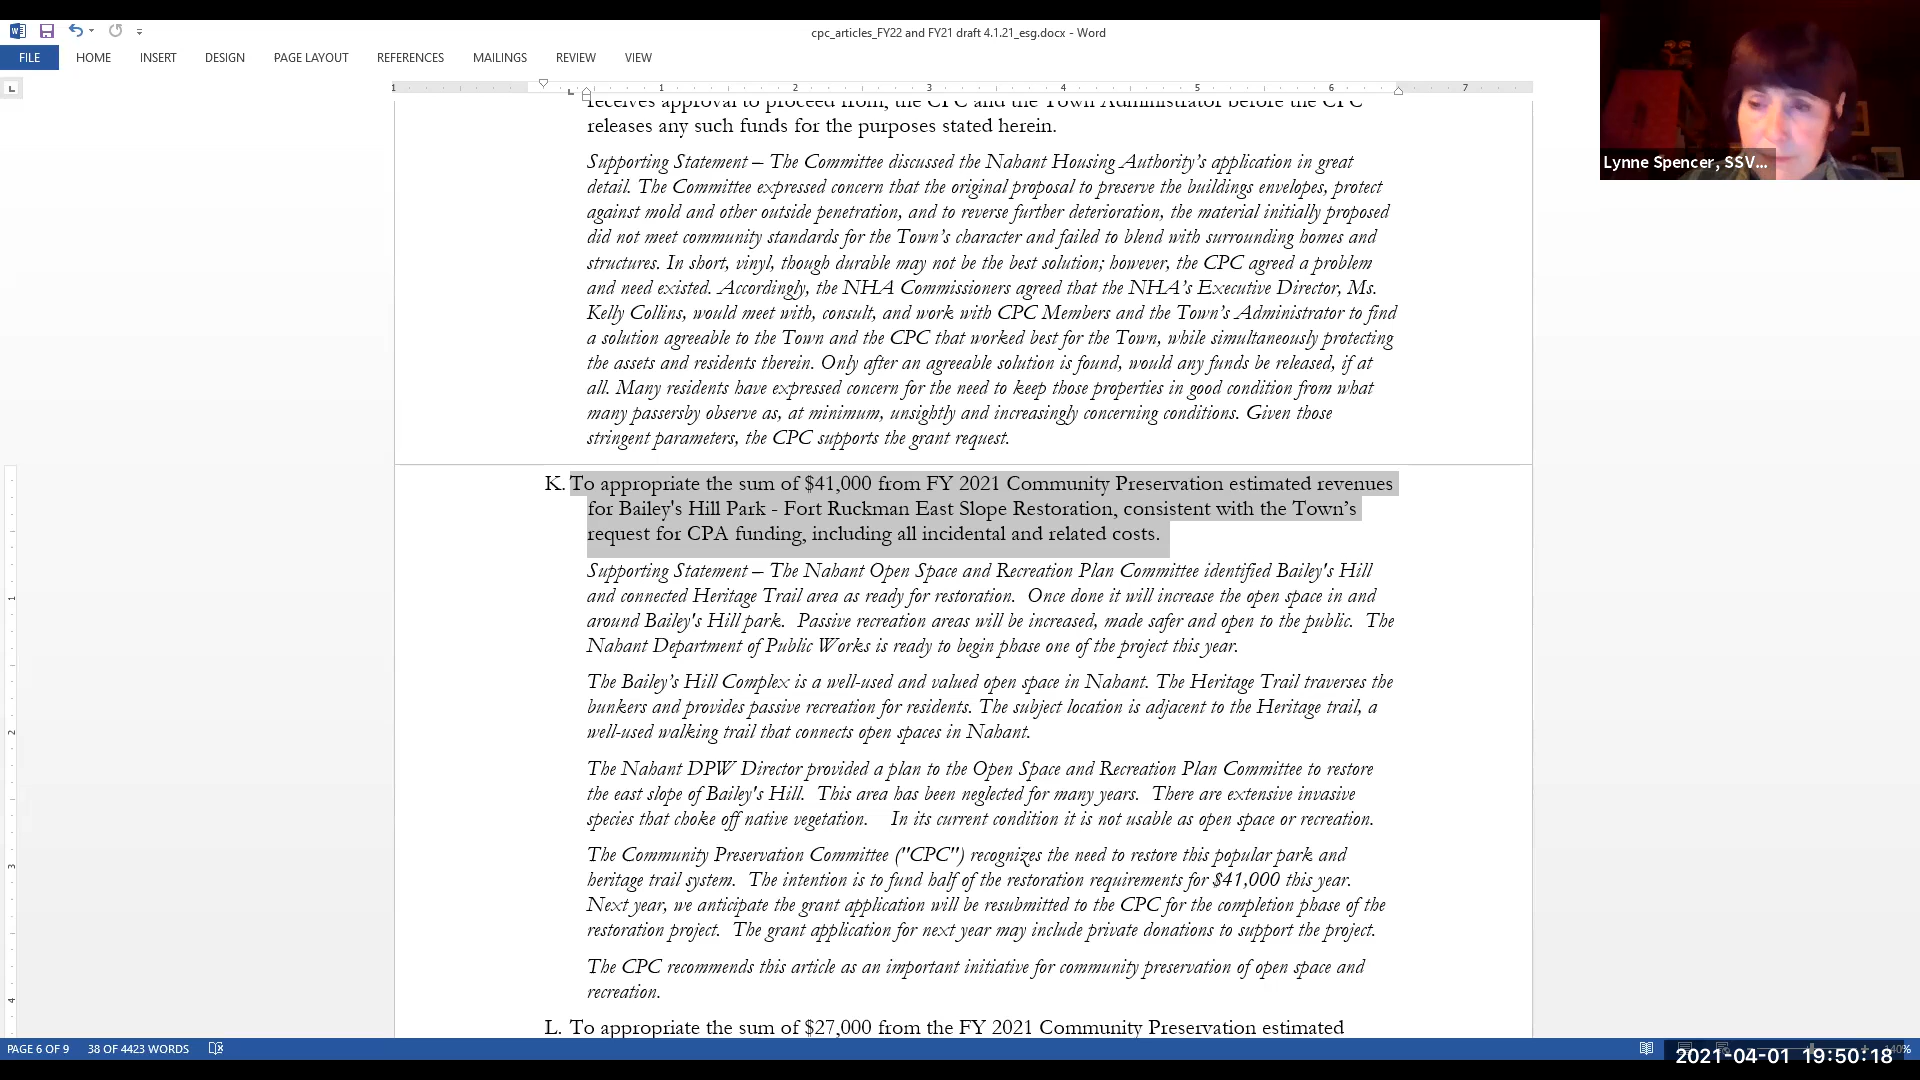 cpc_articles_FY22 and FY21 draft 4.1.21_esg.docx - Word
FILE HOME INSERT DESIGN PAGE LAYOUT REFERENCES MAILINGS REVIEW VIEW
1 1 2 3 4 5 6 7
receives approval to proceed from, the CPC and the Town Administrator before the CPC
releases any such funds for the purposes stated herein.
Supporting Statement – The Committee discussed the Nahant Housing Authority's application in great
detail. The Committee expressed concern that the original proposal to preserve the buildings envelopes, protect
against mold and other outside penetration, and to reverse further deterioration, the material initially proposed
did not meet community standards for the Town's character and failed to blend with surrounding homes and
structures. In short, vinyl, though durable may not be the best solution; however, the CPC agreed a problem
and need existed. Accordingly, the NHA Commissioners agreed that the NHA's Executive Director, Ms.
Kelly Collins, would meet with, consult, and work with CPC Members and the Town's Administrator to find
a solution agreeable to the Town and the CPC that worked best for the Town, while simultaneously protecting
the assets and residents therein. Only after an agreeable solution is found, would any funds be released, if at
all. Many residents have expressed concern for the need to keep those properties in good condition from what
many passersby observe as, at minimum, unsightly and increasingly concerning conditions. Given those
stringent parameters, the CPC supports the grant request.
K. To appropriate the sum of $41,000 from FY 2021 Community Preservation estimated revenues
for Bailey's Hill Park - Fort Ruckman East Slope Restoration, consistent with the Town's
request for CPA funding, including all incidental and related costs.
Supporting Statement – The Nahant Open Space and Recreation Plan Committee identified Bailey's Hill
and connected Heritage Trail area as ready for restoration. Once done it will increase the open space in and
around Bailey's Hill park. Passive recreation areas will be increased, made safer and open to the public. The
Nahant Department of Public Works is ready to begin phase one of the project this year.
The Bailey's Hill Complex is a well-used and valued open space in Nahant. The Heritage Trail traverses the
bunkers and provides passive recreation for residents. The subject location is adjacent to the Heritage trail, a
well-used walking trail that connects open spaces in Nahant.
The Nahant DPW Director provided a plan to the Open Space and Recreation Plan Committee to restore
the east slope of Bailey's Hill. This area has been neglected for many years. There are extensive invasive
species that choke off native vegetation. In its current condition it is not usable as open space or recreation.
The Community Preservation Committee ("CPC") recognizes the need to restore this popular park and
heritage trail system. The intention is to fund half of the restoration requirements for $41,000 this year.
Next year, we anticipate the grant application will be resubmitted to the CPC for the completion phase of the
restoration project. The grant application for next year may include private donations to support the project.
The CPC recommends this article as an important initiative for community preservation of open space and
recreation.
L. To appropriate the sum of $27,000 from the FY 2021 Community Preservation estimated
1
2
3
4
PAGE 6 OF 9 38 OF 4423 WORDS
Lynne Spencer, SSV...
2021-04-01 19:50:18